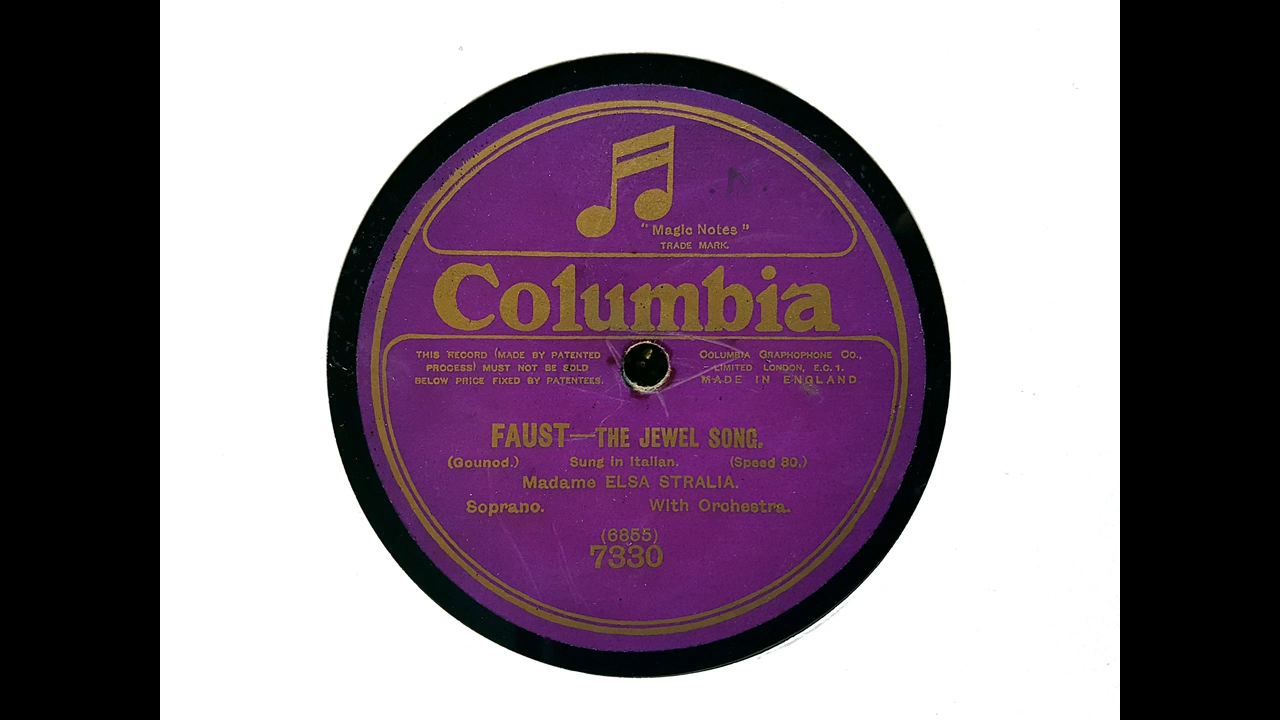 "Magic Notes"
TRADE MARK.
Columbia
THIS RECORD (MADE BY PATENTED
PROCESS) MUST NOT BE SOLD
BELOW PRICE FIXED BY PATENTEES.
COLUMBIA GRAPHOPHONE CO.,
LIMITED LONDON, E.C.1.
MADE IN ENGLAND
FAUST—THE JEWEL SONG.
(Gounod.) Sung in Italian. (Speed 80.)
Madame ELSA STRALIA.
Soprano. With Orchestra.
(6855)
7330